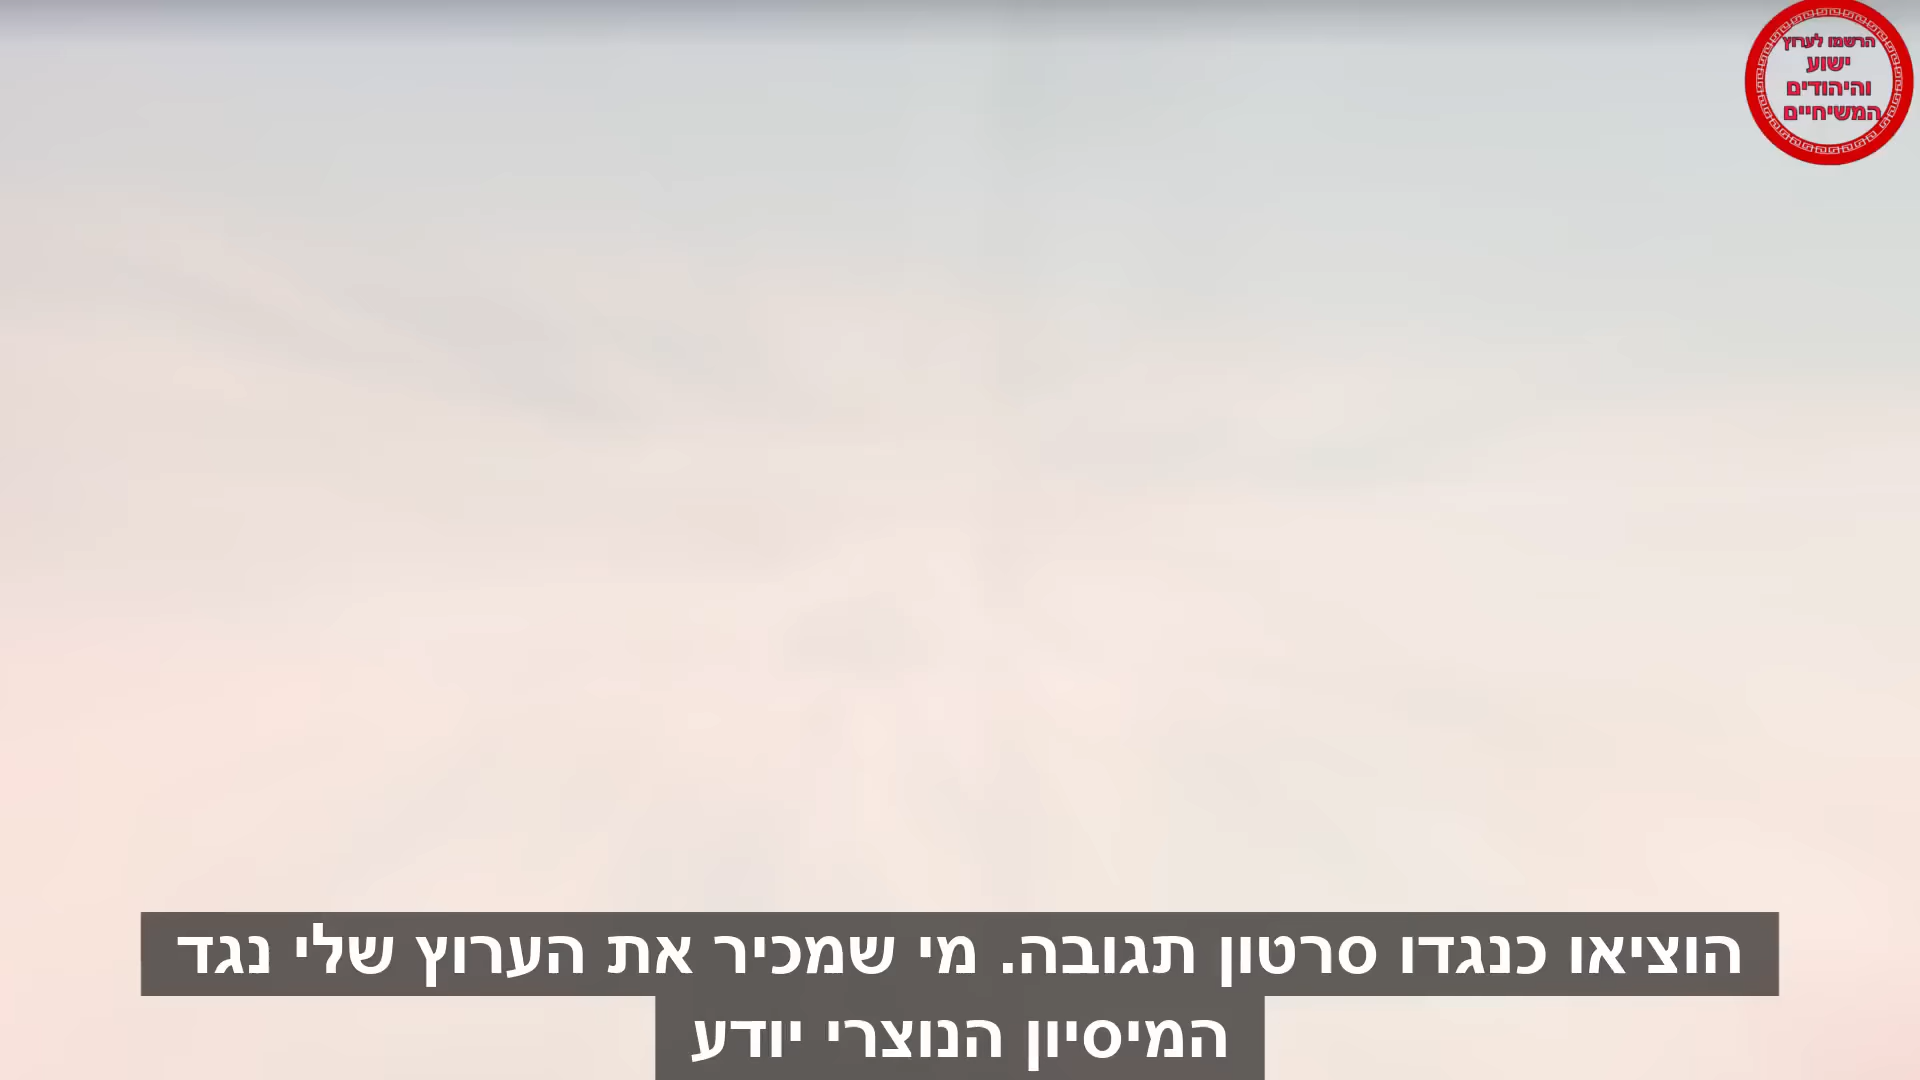 הרשמו לערוץ
ישוע
והיהודים
המשיחיים
הוציאו כנגדו סרטון תגובה. מי שמכיר את הערוץ שלי נגד
המיסיון הנוצרי יודע